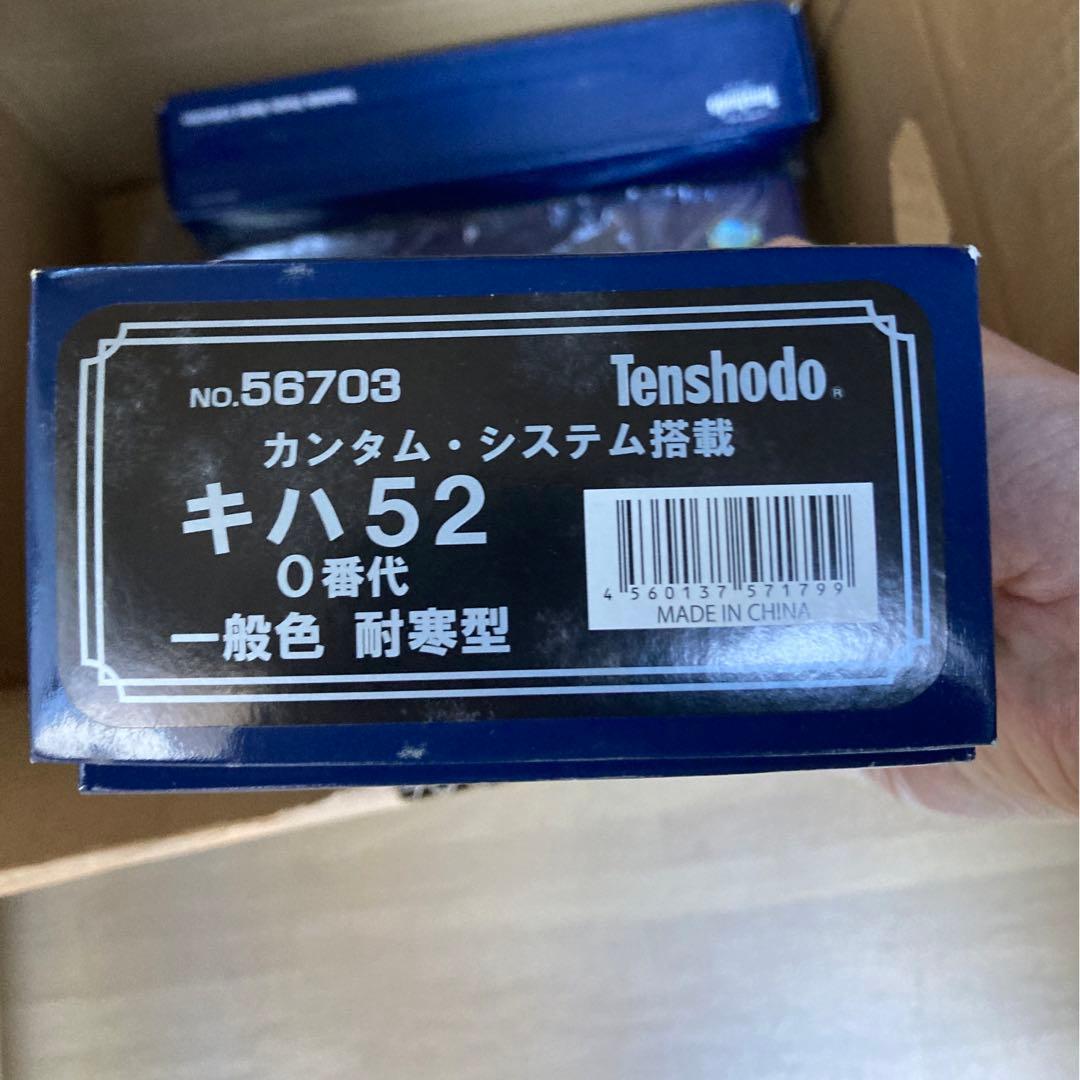 Tenshodo
NO.56703
Tenshodo®
カンタム・システム搭載
キハ52
0番代
一般色 耐寒型
4 560137 571799
MADE IN CHINA